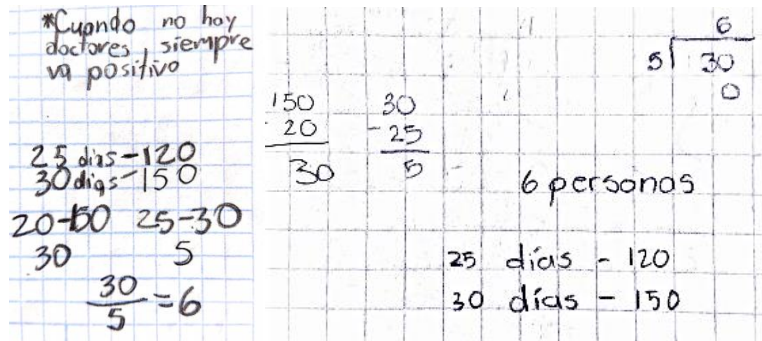 *Cuando no hay
doctores, siempre
va positivo
25 dias - 120
30 dias - 150
20-150 25-30
30 5
30/5 = 6
150 30
- 20 - 25
30 5
6
5 30
0
6 personas
25 días - 120
30 días - 150